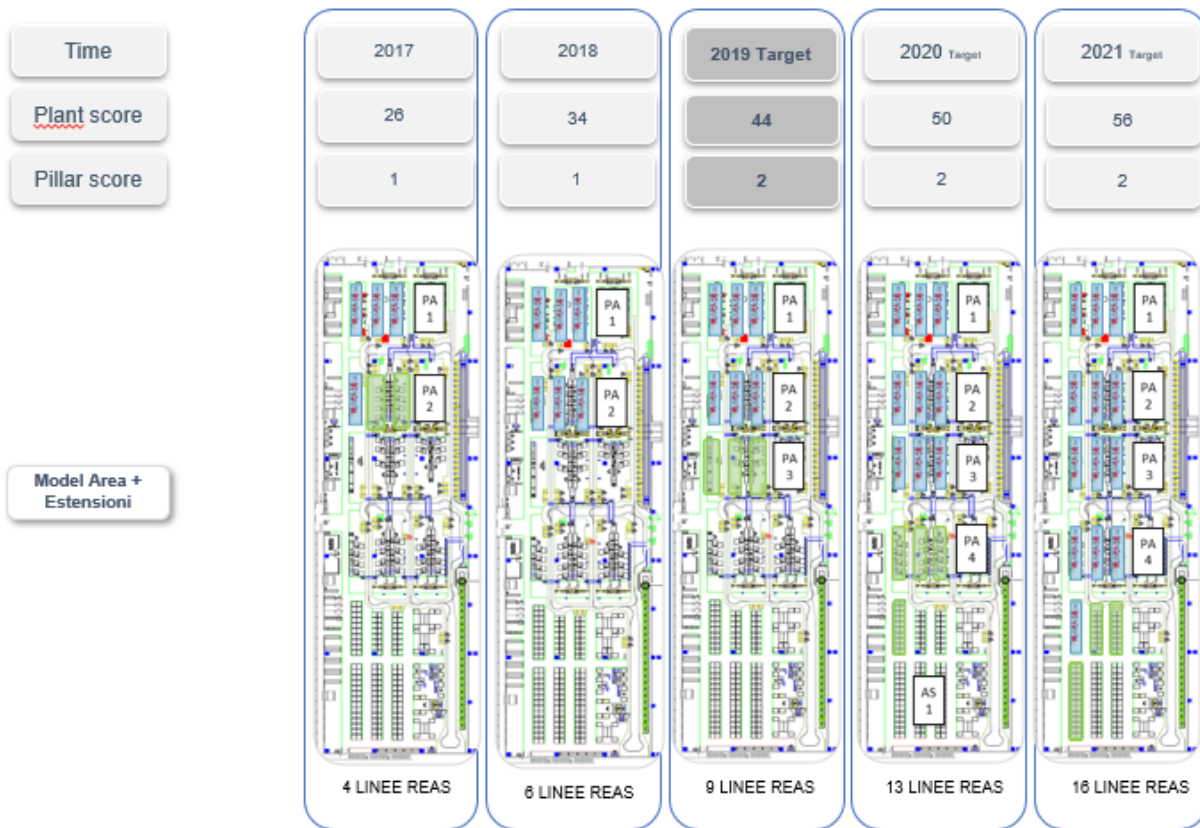 Time
2017
2018
2019 Target
2020 Target
2021 Target
Plant score
26
34
44
50
56
Pillar score
1
1
2
2
2
Model Area +
Estensioni
PA
1
PA
2
4 LINEE REAS
PA
1
PA
2
6 LINEE REAS
PA
1
PA
2
PA
3
9 LINEE REAS
PA
1
PA
2
PA
3
PA
4
AS
1
13 LINEE REAS
PA
1
PA
2
PA
3
PA
4
16 LINEE REAS